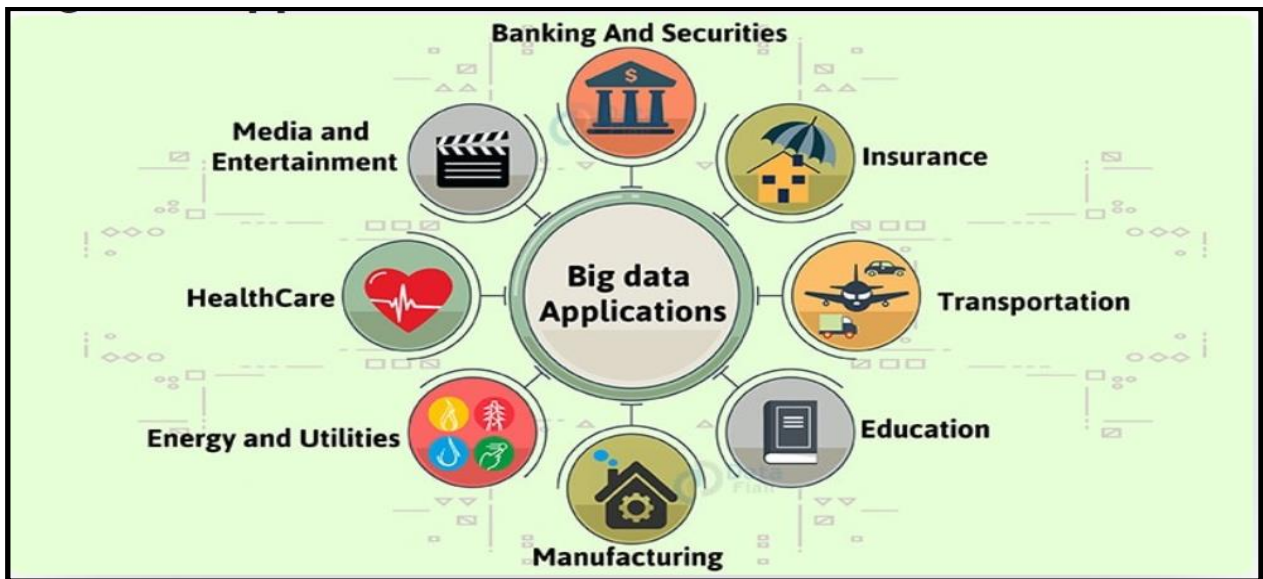 Banking And Securities
Media and
Entertainment
Insurance
$
Big data
Applications
HealthCare
Transportation
Energy and Utilities
Education
Manufacturing